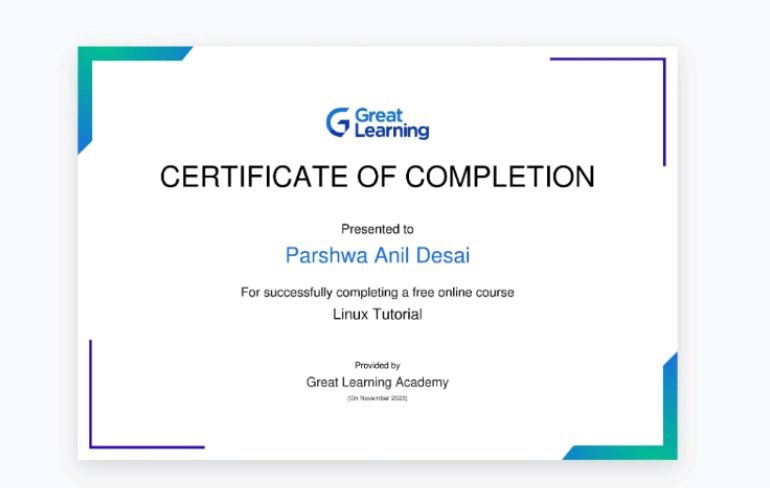 Great
Learning
CERTIFICATE OF COMPLETION
Presented to
Parshwa Anil Desai
For successfully completing a free online course
Linux Tutorial
Provided by
Great Learning Academy
(On November 2023)